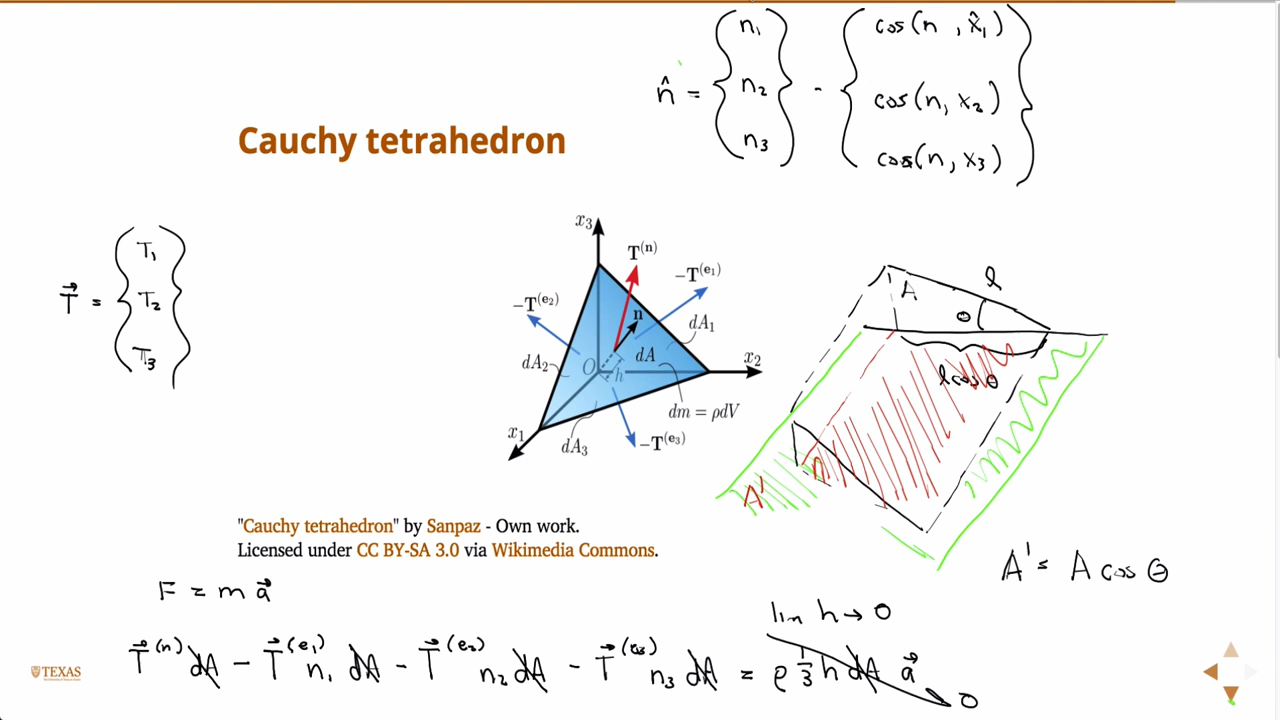 n̂ = { n₁ n₂ n₃ } - { cos(n, x̂₁) cos(n, x₂) cos(n, x₃) }
Cauchy tetrahedron
T⃗ = { T₁ T₂ T₃ }
x₃
T⁽ⁿ⁾
−T⁽ᵉ¹⁾
−T⁽ᵉ²⁾
n
dA₁
dA₂
O
h
dA
x₂
dm = ρdV
x₁
dA₃
−T⁽ᵉ³⁾
l
A
θ
l cos θ
A'
A' = A cos θ
"Cauchy tetrahedron" by Sanpaz - Own work.
Licensed under CC BY-SA 3.0 via Wikimedia Commons.
F = m a⃗
lim h → 0
T⃗⁽ⁿ⁾ dA − T⃗⁽ᵉ¹⁾ n₁ dA − T⃗⁽ᵉ²⁾ n₂ dA − T⃗⁽ᵉ³⁾ n₃ dA = ρ 1/3 h dA a⃗
0
TEXAS